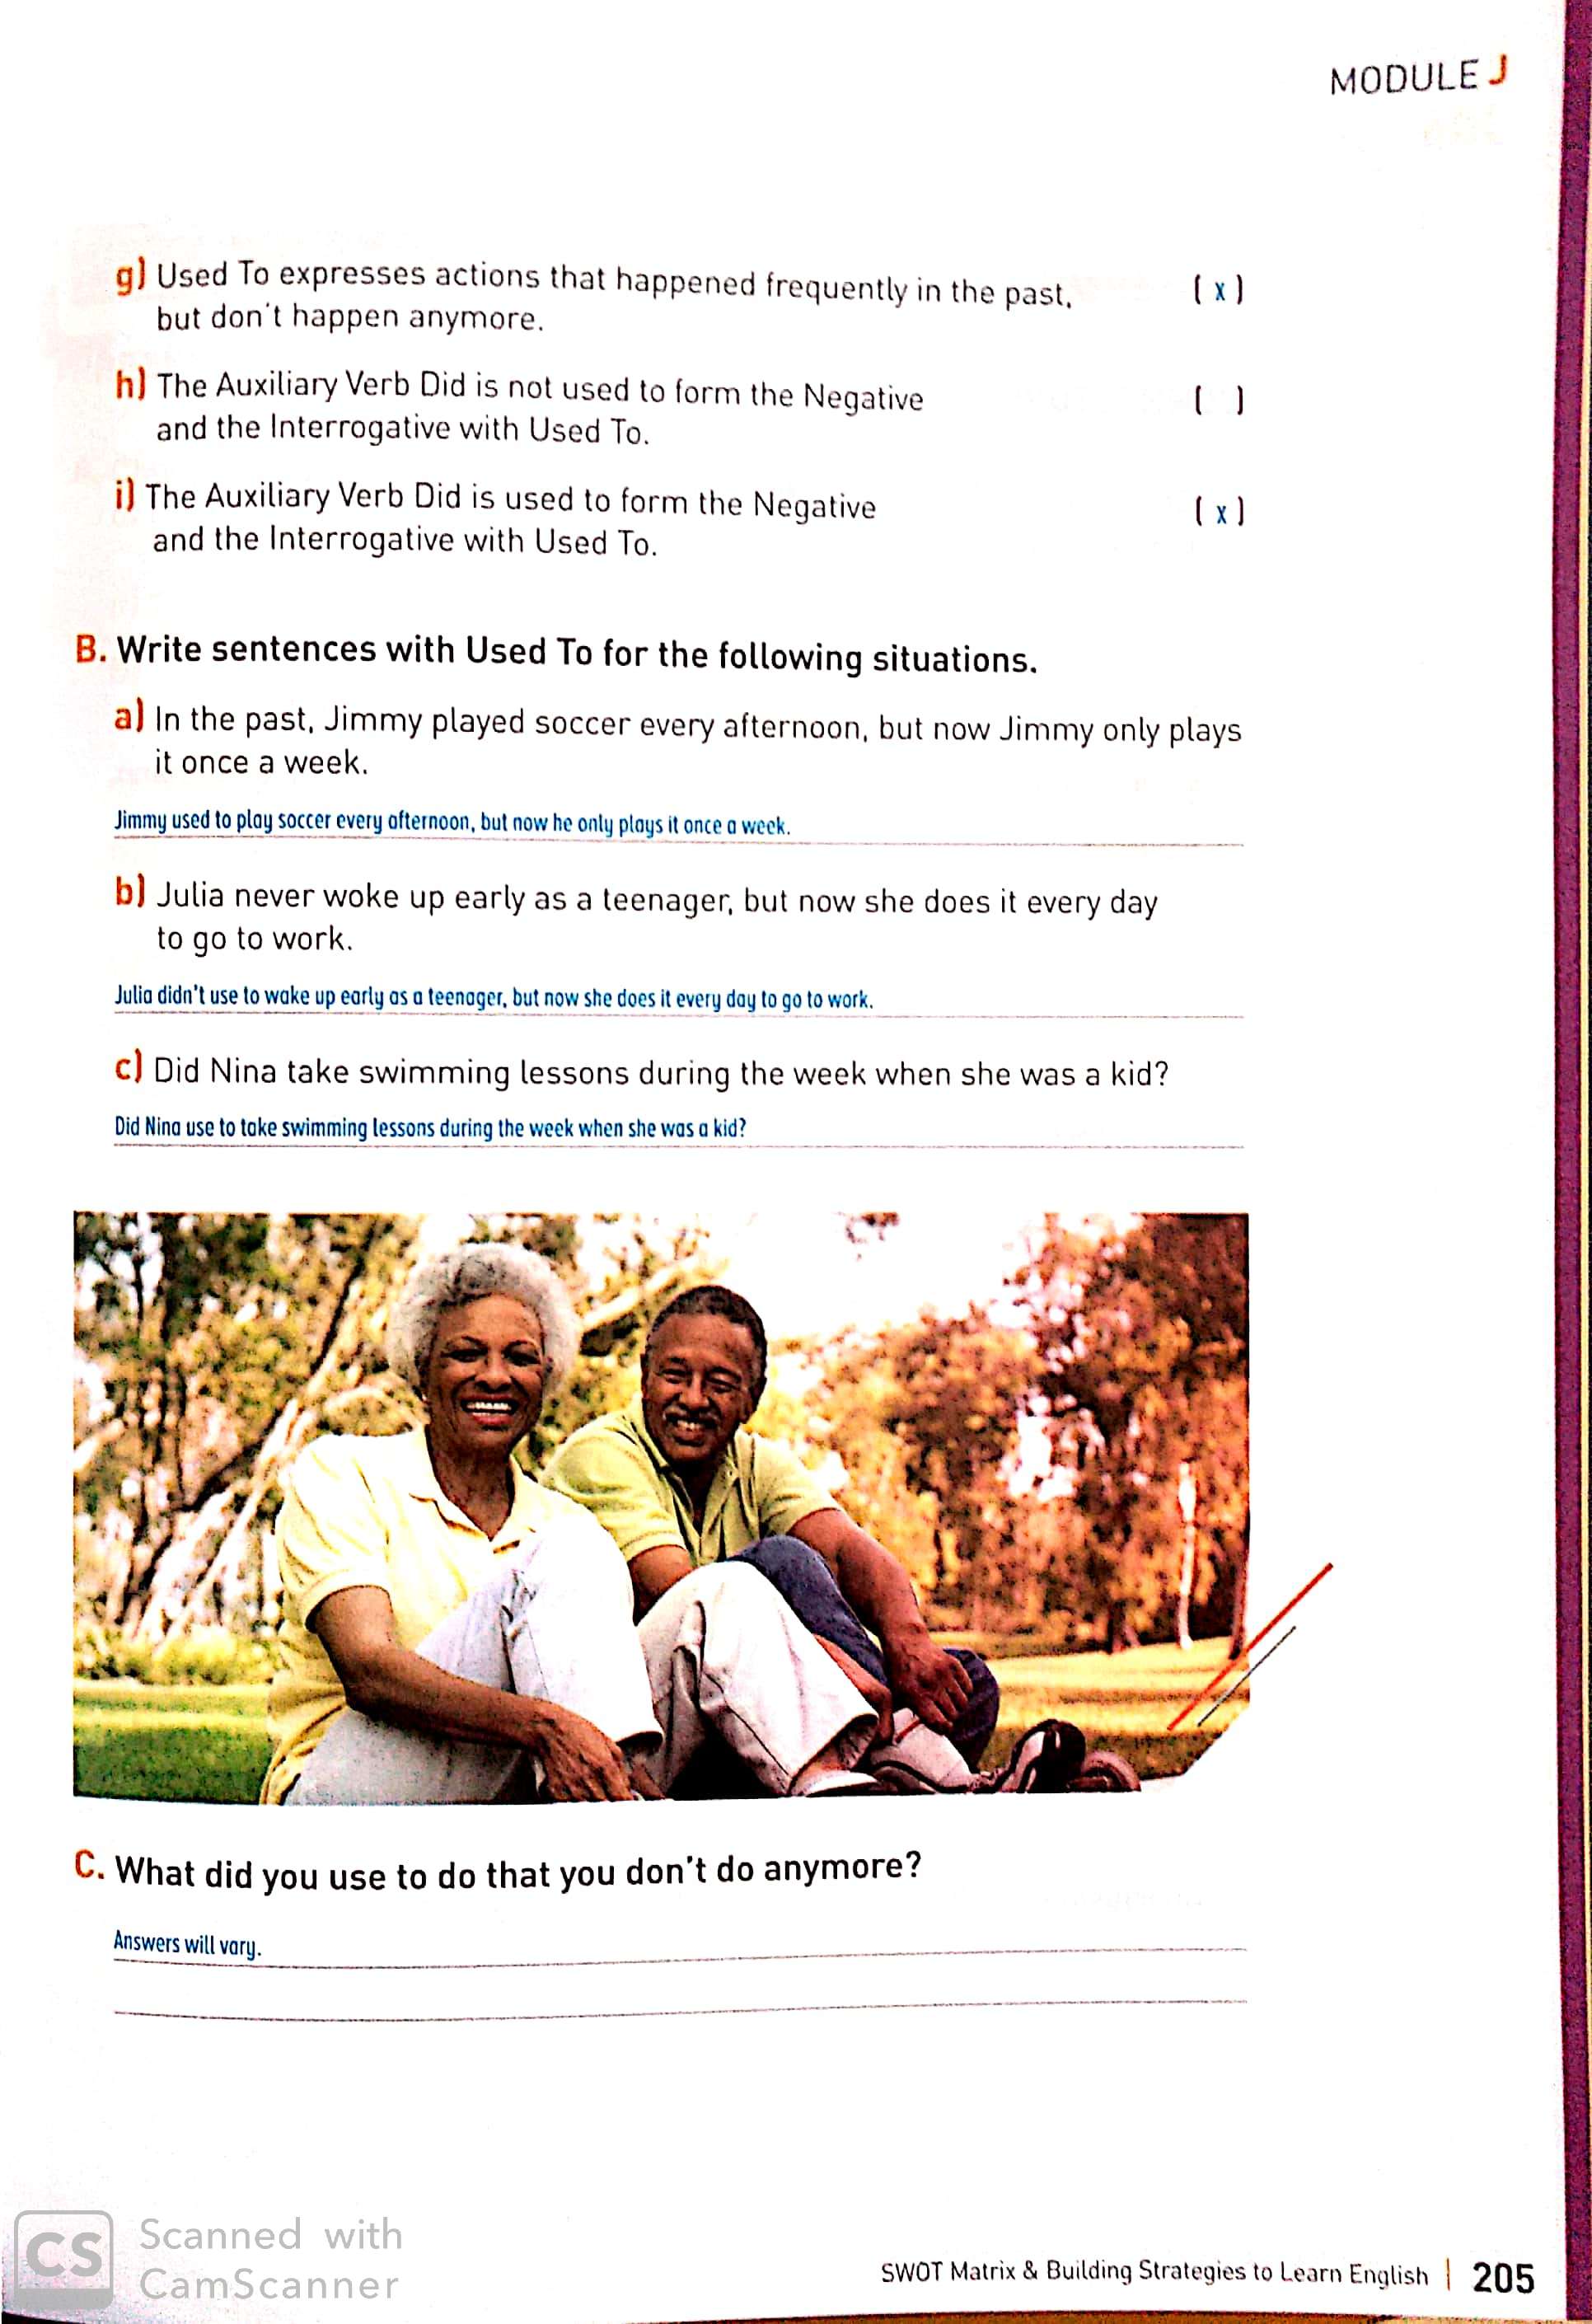 MODULE J
g) Used To expresses actions that happened frequently in the past, ( x )
but don't happen anymore.
h) The Auxiliary Verb Did is not used to form the Negative ( )
and the Interrogative with Used To.
i) The Auxiliary Verb Did is used to form the Negative ( x )
and the Interrogative with Used To.
B. Write sentences with Used To for the following situations.
a) In the past, Jimmy played soccer every afternoon, but now Jimmy only plays
it once a week.
Jimmy used to play soccer every afternoon, but now he only plays it once a week.
b) Julia never woke up early as a teenager, but now she does it every day
to go to work.
Julia didn't use to wake up early as a teenager, but now she does it every day to go to work.
c) Did Nina take swimming lessons during the week when she was a kid?
Did Nina use to take swimming lessons during the week when she was a kid?
C. What did you use to do that you don't do anymore?
Answers will vary.
CS Scanned with
CamScanner
SWOT Matrix & Building Strategies to Learn English | 205